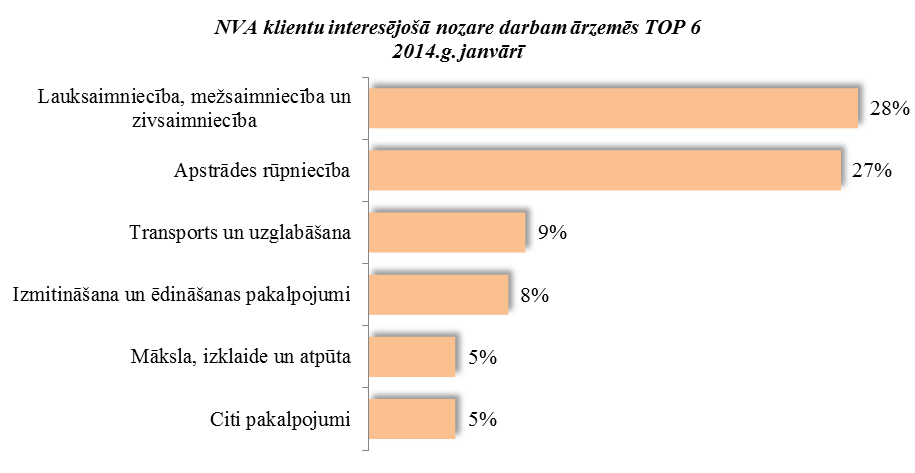 NVA klientu interesējošā nozare darbam ārzemēs TOP 6
2014.g. janvārī
Lauksaimniecība, mežsaimniecība un
zivsaimniecība
28%
Apstrādes rūpniecība
27%
Transports un uzglabāšana
9%
Izmitināšana un ēdināšanas pakalpojumi
8%
Māksla, izklaide un atpūta
5%
Citi pakalpojumi
5%